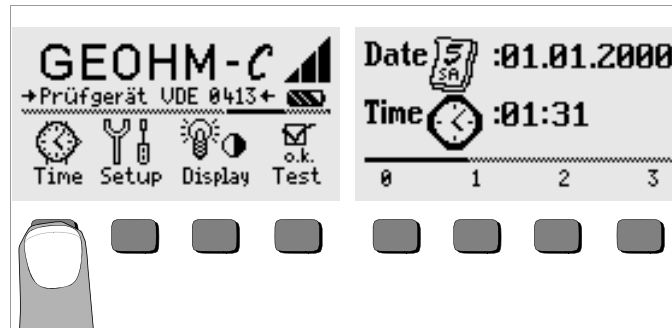 GEOHM-C
→Prüfgerät VDE 0413←
Time Setup Display o.k. Test
Date SA :01.01.2000
Time :01:31
0 1 2 3